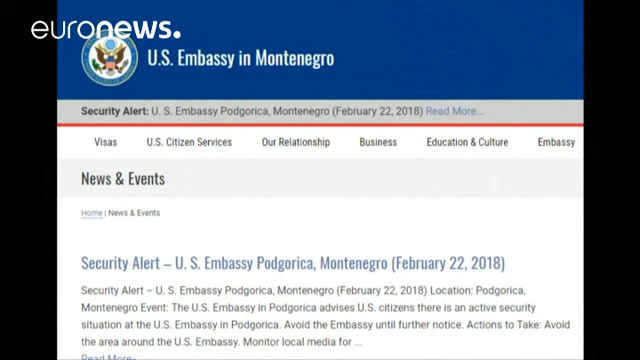 euronews.
U.S. Embassy in Montenegro
Security Alert: U. S. Embassy Podgorica, Montenegro (February 22, 2018) Read More...
Visas U.S. Citizen Services Our Relationship Business Education & Culture Embassy
News & Events
Home | News & Events
Security Alert – U. S. Embassy Podgorica, Montenegro (February 22, 2018)
Security Alert – U. S. Embassy Podgorica, Montenegro (February 22, 2018) Location: Podgorica,
Montenegro Event: The U.S. Embassy in Podgorica advises U.S. citizens there is an active security
situation at the U.S. Embassy in Podgorica. Avoid the Embassy until further notice. Actions to Take: Avoid
the area around the U.S. Embassy. Monitor local media for ...
Read More»